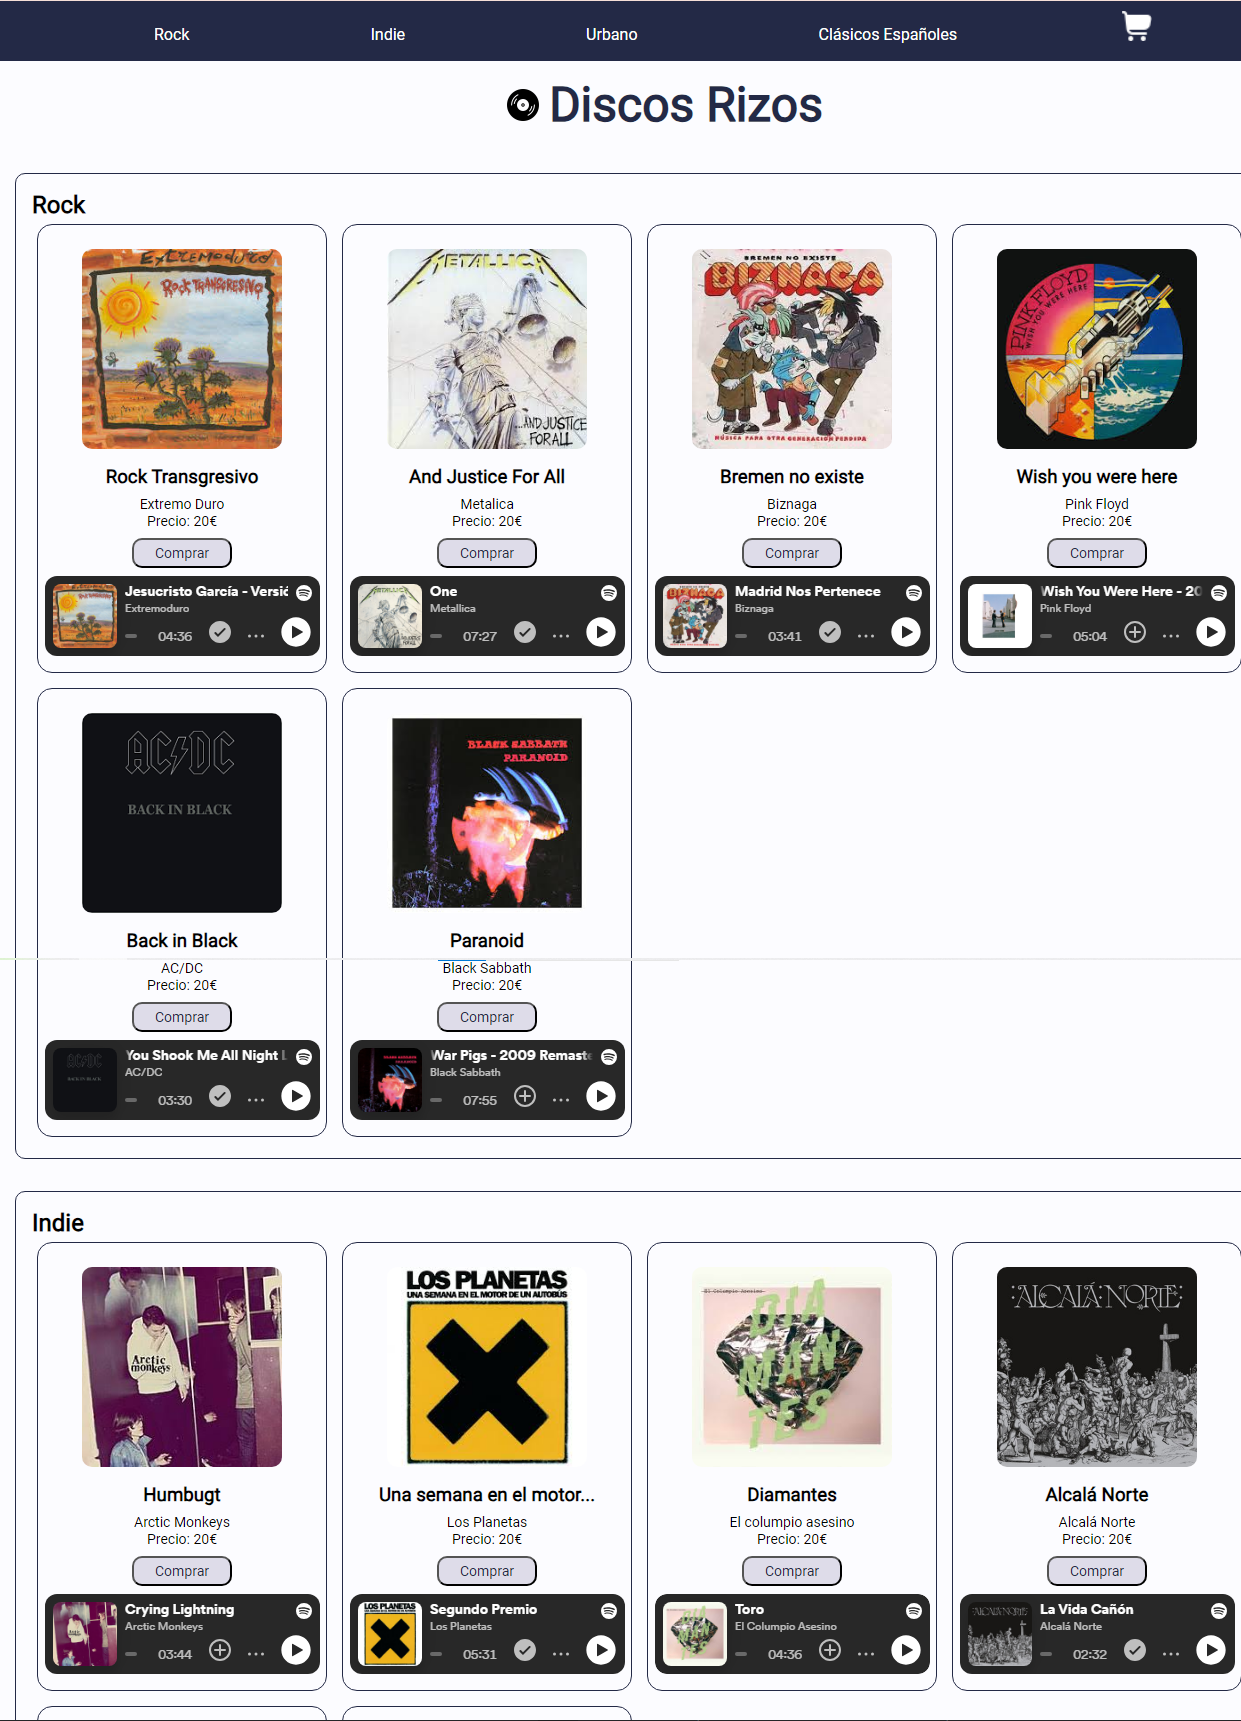 Rock
Indie
Urbano
Clásicos Españoles
Discos Rizos
Rock
Extremoduro
ROCK TRANSGRESIVO
METALLICA
...AND JUSTICE
FOR ALL
BREMEN NO EXISTE
BIZNAGA
MÚSICA PARA OTRA GENERACIÓN PERDIDA
PINK FLOYD
WISH YOU WERE HERE
Rock Transgresivo
And Justice For All
Bremen no existe
Wish you were here
Extremo Duro
Metalica
Biznaga
Pink Floyd
Precio: 20€
Precio: 20€
Precio: 20€
Precio: 20€
Comprar
Comprar
Comprar
Comprar
Jesucristo García - Versió
Extremoduro
04:36
One
Metallica
07:27
Madrid Nos Pertenece
Biznaga
03:41
Wish You Were Here - 20
Pink Floyd
05:04
AC/DC
BACK IN BLACK
BLACK SABBATH
PARANOID
Back in Black
Paranoid
AC/DC
Black Sabbath
Precio: 20€
Precio: 20€
Comprar
Comprar
You Shook Me All Night L
AC/DC
03:30
War Pigs - 2009 Remaste
Black Sabbath
07:55
Indie
Arctic
monkeys
LOS PLANETAS
UNA SEMANA EN EL MOTOR DE UN AUTOBÚS
El Columpio Asesino
DIA
MAN
TES
ALCALÁ NORTE
Humbugt
Una semana en el motor...
Diamantes
Alcalá Norte
Arctic Monkeys
Los Planetas
El columpio asesino
Alcalá Norte
Precio: 20€
Precio: 20€
Precio: 20€
Precio: 20€
Comprar
Comprar
Comprar
Comprar
Crying Lightning
Arctic Monkeys
03:44
Segundo Premio
Los Planetas
05:31
Toro
El Columpio Asesino
04:36
La Vida Cañón
Alcalá Norte
02:32